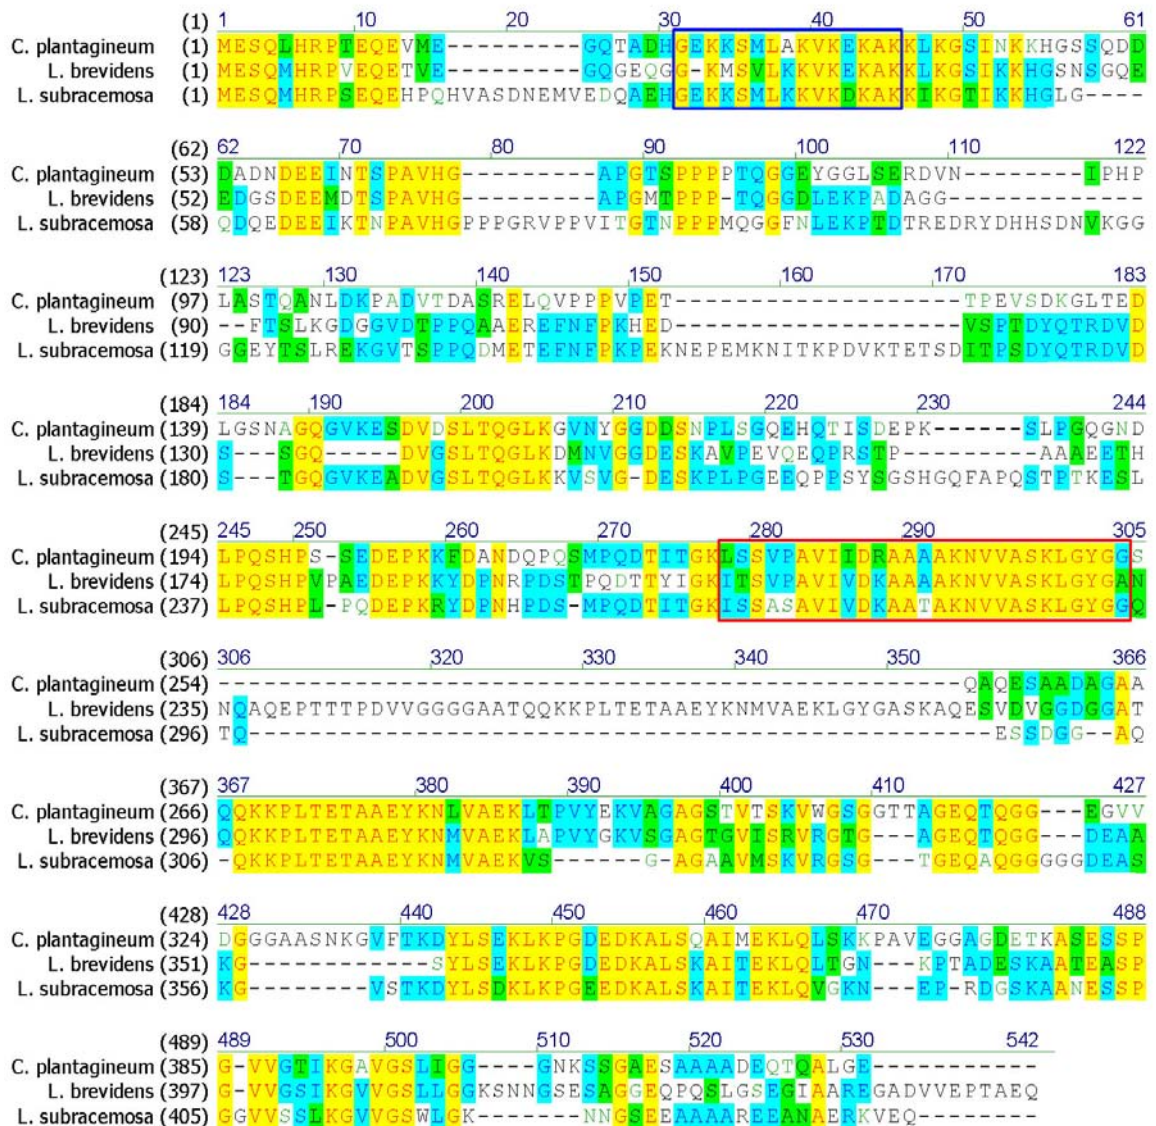 (1) 1 10 20 30 40 50 61
C. plantagineum (1) MESQLHRPTEQEVME---------GQTADHGEKKSMLAKVKEKAKKLKGSINKKHGSSQDD
L. brevidens (1) MESQMHRPVEQETVE---------GQGEQGG-KMSVLKKVKEKAKKLKGSIKKHGSNSGQE
L. subracemosa (1) MESQMHRPSEQEHPQHVASDNEMVEDQAEHGEKKSMLKKVKDKAKKIKGTIKKHGLG----
(62) 62 70 80 90 100 110 122
C. plantagineum (53) DADNDEEINTSPAVHG---------APGTSPPPPTQGGEYGGLSERDVN--------IPHP
L. brevidens (52) EDGSDEEMDTSPAVHG---------APGMTPPP-TQGGDLEKPADAGG-------------
L. subracemosa (58) QDQEDEEIKTNPAVHGPPPGRVPPVITGTNPPPMQGGFNLEKPTDTREDRYDHHSDNVKGG
(123) 123 130 140 150 160 170 183
C. plantagineum (97) LASTQANLDKPADVTDASRELQVPPPVPET-------------------TPEVSDKGLTED
L. brevidens (90) --FTSLKGDGGVDTPPQAAEREFNFPKHED-------------------VSPTDYQTRDVD
L. subracemosa (119) GGEYTSLREKGVTSPPQDMETEFNFPKPEKNEPEMKNITKPDVKTETSDITPSDYQTRDVD
(184) 184 190 200 210 220 230 244
C. plantagineum (139) LGSNAGQGVKESDVDSLTQGLKGVNYGGDDSNPLSGQEHQTISDEPK------SLPGQGND
L. brevidens (130) S---SGQ-----DVGSLTQGLKDMNVGGDESKAVPEVQEQPRSTP---------AAAEETH
L. subracemosa (180) S---TGQGVKEADVGSLTQGLKKVSVG-DESKPLPGEEQPPSYSGSHGQFAPQSTPTKESL
(245) 245 250 260 270 280 290 305
C. plantagineum (194) LPQSHPS-SEDEPKKFDANDQPQSMPQDTITGKLSSVPAVIIDRAAAAKNVVASKLGYGGS
L. brevidens (174) LPQSHPVPAEDEPKKYDPNRPDSTPQDTTYIGKITSVPAVIVDKAAAAKNVVASKLGYGAN
L. subracemosa (237) LPQSHPL-PQDEPKRYDPNHPDS-MPQDTITGKISSASAVIVDKAATAKNVVASKLGYGGQ
(306) 306 320 330 340 350 366
C. plantagineum (254) -------------------------------------------------QAQESAADAGAA
L. brevidens (235) NQAQEPTTTPDVVGGGGAATQQKKPLTETAAEYKNMVAEKLGYGASKAQESVDVGGDGGAT
L. subracemosa (296) TQ-------------------------------------------------ESSDGG--AQ
(367) 367 380 390 400 410 427
C. plantagineum (266) QQKKPLTETAAEYKNLVAEKLTPVYEKVAGAGSTVTSKVWGSGGTTAGEQTQGG---EGVV
L. brevidens (296) QQKKPLTETAAEYKNMVAEKLAPVYGKVSGAGTGVTSRVRGTG---AGEQTQGG---DEAA
L. subracemosa (306) -QKKPLTETAAEYKNMVAEKVS------G-AGAAVMSKVRGSG---TGEQAQGGGGGDEAS
(428) 428 440 450 460 470 488
C. plantagineum (324) DGGGAASNKGVFTKDYLSEKLKPGDEDKALSQAIMEKLQLSKKPAVEGGAGDETKASESSP
L. brevidens (351) KG------------SYLSEKLKPGDEDKALSKAITEKLQLTGN---KPTADESKAATEASP
L. subracemosa (356) KG--------VSTKDYLSDKLKPGEEDKALSKAITEKLQVGKN---EP-RDGSKAANESSP
(489) 489 500 510 520 530 542
C. plantagineum (385) G-VVGTIKGAVGSLIGG----GNKSSGAESAAAADEQTQALGE-----------
L. brevidens (397) G-VVGSIKGVVGSLLGGKSNNGSESAGGEQPQSLGSEGIAAREGADVVEPTAEQ
L. subracemosa (405) GGVVSSLKGVVGSWLGK-------NNGSEEAAAAREEANAERKVEQ--------